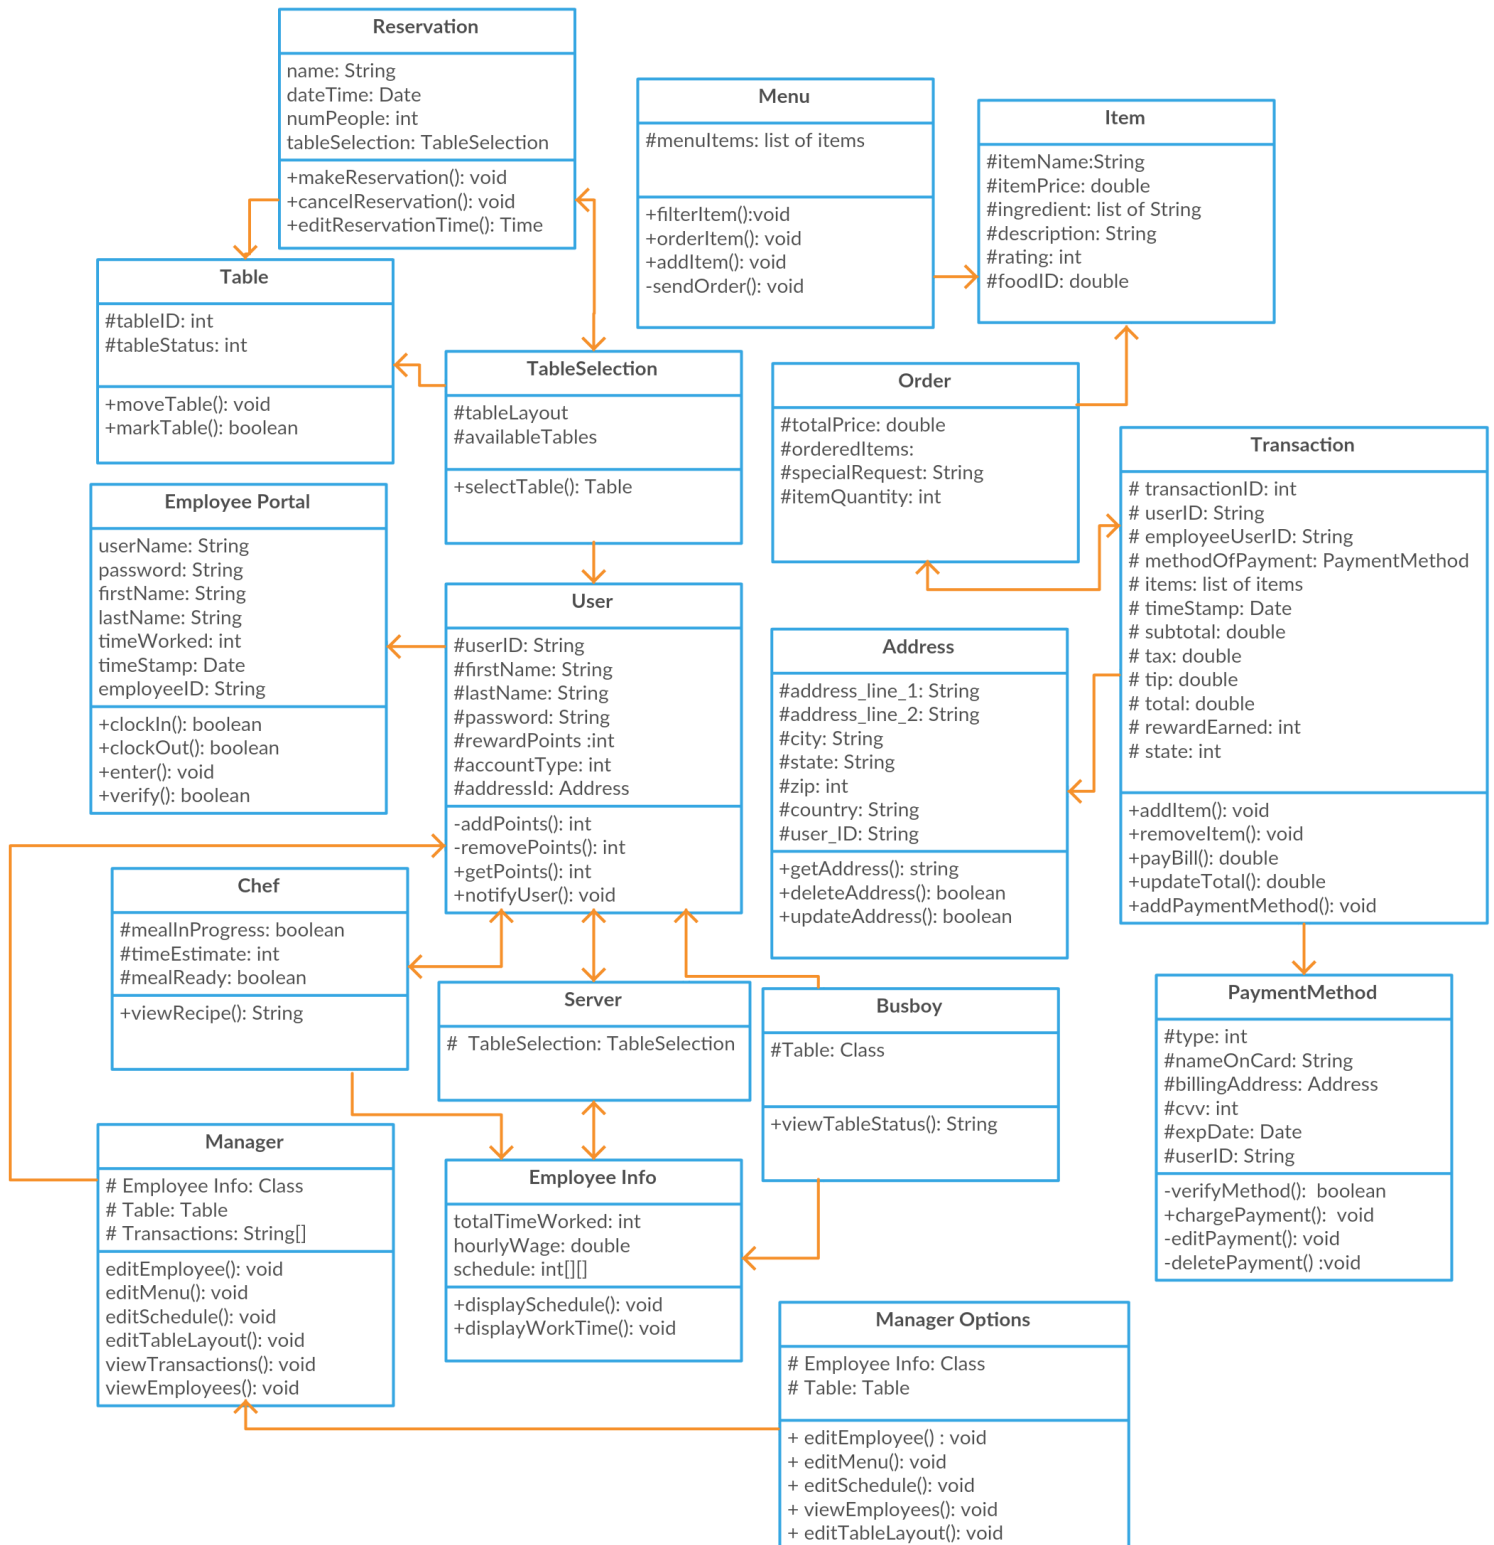 Reservation
name: String
dateTime: Date
numPeople: int
tableSelection: TableSelection
+makeReservation(): void
+cancelReservation(): void
+editReservationTime(): Time
Menu
#menuItems: list of items
+filterItem():void
+orderItem(): void
+addItem(): void
-sendOrder(): void
Item
#itemName:String
#itemPrice: double
#ingredient: list of String
#description: String
#rating: int
#foodID: double
Table
#tableID: int
#tableStatus: int
+moveTable(): void
+markTable(): boolean
TableSelection
#tableLayout
#availableTables
+selectTable(): Table
Order
#totalPrice: double
#orderedItems:
#specialRequest: String
#itemQuantity: int
Transaction
# transactionID: int
# userID: String
# employeeUserID: String
# methodOfPayment: PaymentMethod
# items: list of items
# timeStamp: Date
# subtotal: double
# tax: double
# tip: double
# total: double
# rewardEarned: int
# state: int
+addItem(): void
+removeItem(): void
+payBill(): double
+updateTotal(): double
+addPaymentMethod(): void
Employee Portal
userName: String
password: String
firstName: String
lastName: String
timeWorked: int
timeStamp: Date
employeeID: String
+clockIn(): boolean
+clockOut(): boolean
+enter(): void
+verify(): boolean
User
#userID: String
#firstName: String
#lastName: String
#password: String
#rewardPoints :int
#accountType: int
#addressId: Address
-addPoints(): int
-removePoints(): int
+getPoints(): int
+notifyUser(): void
Address
#address_line_1: String
#address_line_2: String
#city: String
#state: String
#zip: int
#country: String
#user_ID: String
+getAddress(): string
+deleteAddress(): boolean
+updateAddress(): boolean
Chef
#mealInProgress: boolean
#timeEstimate: int
#mealReady: boolean
+viewRecipe(): String
Server
# TableSelection: TableSelection
Busboy
#Table: Class
+viewTableStatus(): String
PaymentMethod
#type: int
#nameOnCard: String
#billingAddress: Address
#cvv: int
#expDate: Date
#userID: String
-verifyMethod(): boolean
+chargePayment(): void
-editPayment(): void
-deletePayment() :void
Manager
# Employee Info: Class
# Table: Table
# Transactions: String[]
editEmployee(): void
editMenu(): void
editSchedule(): void
editTableLayout(): void
viewTransactions(): void
viewEmployees(): void
Employee Info
totalTimeWorked: int
hourlyWage: double
schedule: int[][]
+displaySchedule(): void
+displayWorkTime(): void
Manager Options
# Employee Info: Class
# Table: Table
+ editEmployee() : void
+ editMenu(): void
+ editSchedule(): void
+ viewEmployees(): void
+ editTableLayout(): void